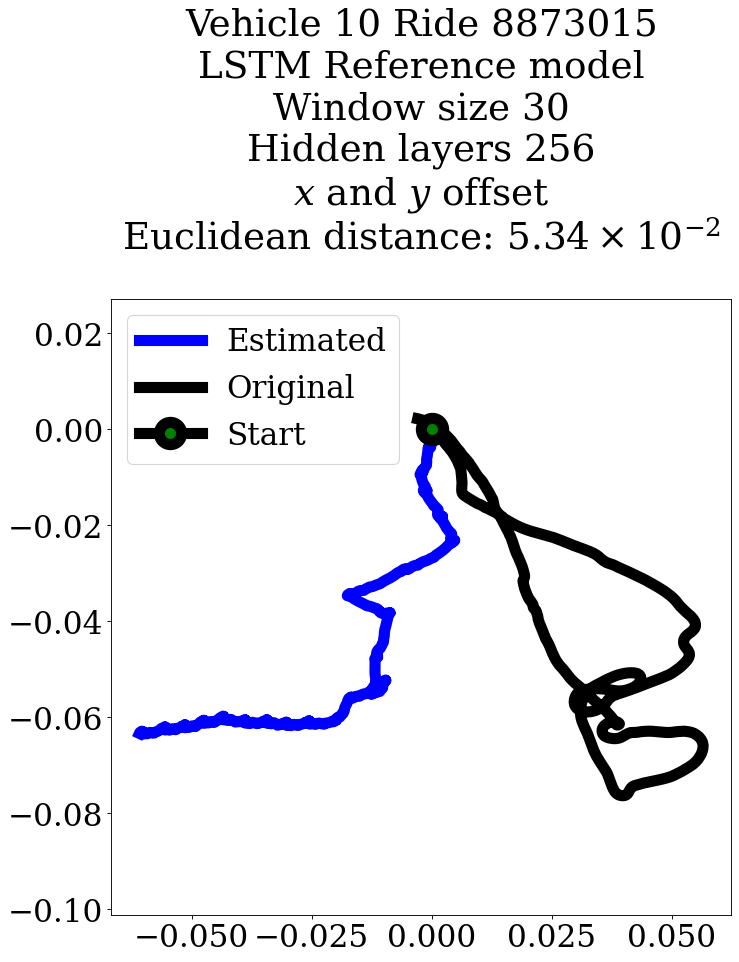 Vehicle 10 Ride 8873015
LSTM Reference model
Window size 30
Hidden layers 256
x and y offset
Euclidean distance: 5.34 × 10⁻²
Estimated
Original
Start
0.02
0.00
−0.02
−0.04
−0.06
−0.08
−0.10
−0.050 −0.025 0.000 0.025 0.050